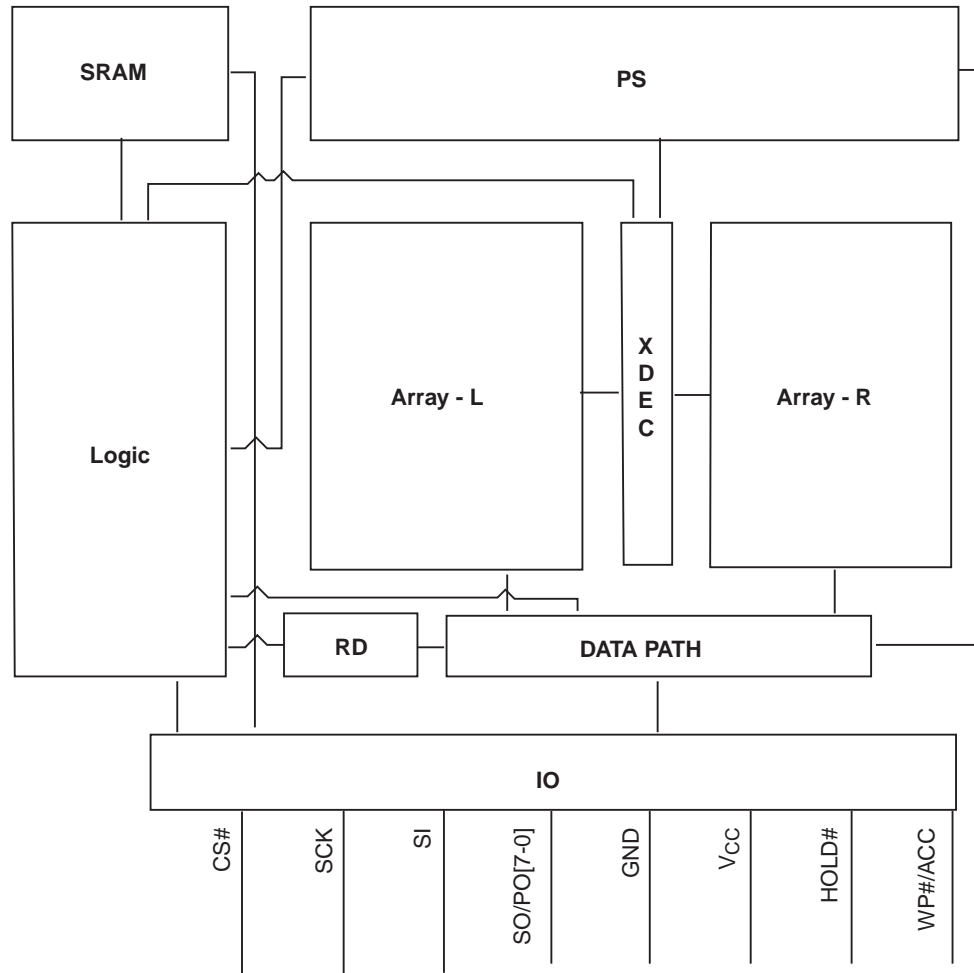 SRAM
PS
Logic
Array - L
X
D
E
C
Array - R
RD
DATA PATH
IO
CS#
SCK
SI
SO/PO[7-0]
GND
VCC
HOLD#
WP#/ACC